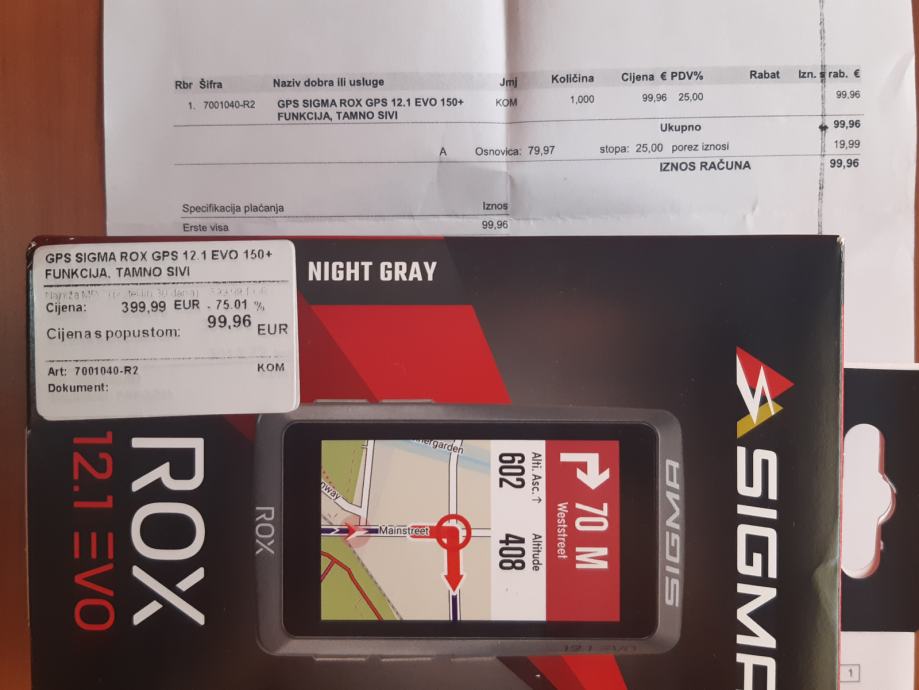 Rbr Šifra Naziv dobra ili usluge Jmj Količina Cijena € PDV% Rabat Izn. s rab. €
1. 7001040-R2 GPS SIGMA ROX GPS 12.1 EVO 150+ KOM 1,000 99,96 25,00 99,96
FUNKCIJA, TAMNO SIVI
Ukupno 99,96
A Osnovica: 79,97 stopa: 25,00 porez iznosi 19,99
IZNOS RAČUNA 99,96
Specifikacija plaćanja Iznos
Erste visa 99,96
GPS SIGMA ROX GPS 12.1 EVO 150+
FUNKCIJA, TAMNO SIVI
Cijena: 399,99 EUR - 75.01 %
Cijena s popustom: 99,96 EUR
Art: 7001040-R2 KOM
Dokument:
NIGHT GRAY
SIGMA
SIGMA
70 M
Weststreet
Alti. Asc.↑ Altitude
602 408
Mainstreet
ROX
ROX
12.1 EVO
12.1 EVO
1